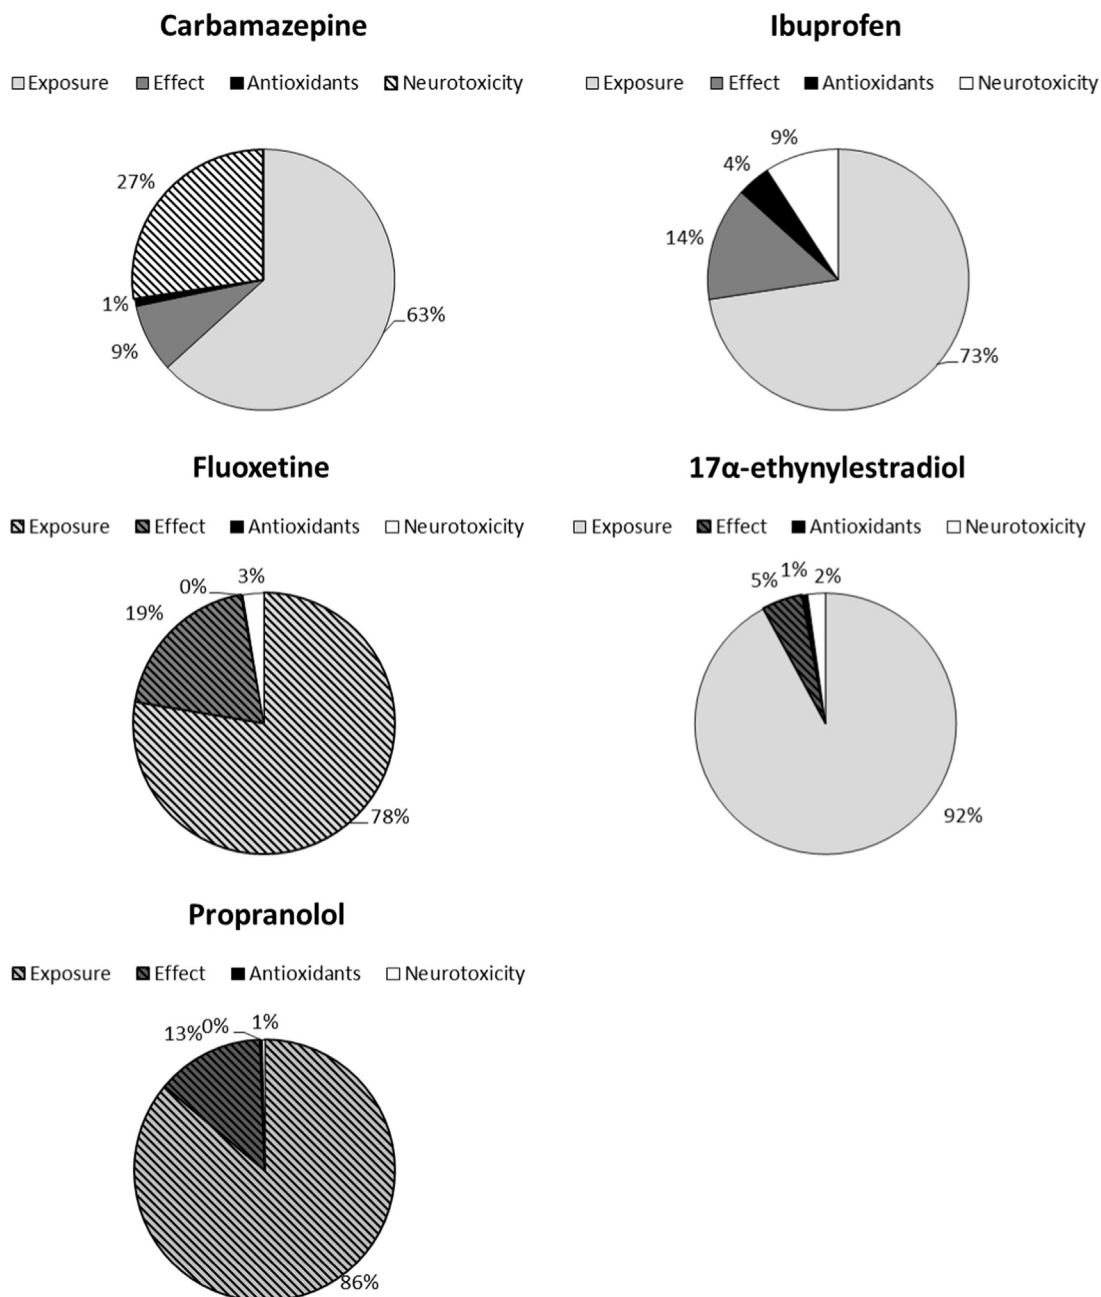 Carbamazepine
Exposure Effect Antioxidants Neurotoxicity
27%
1%
9%
63%
Ibuprofen
Exposure Effect Antioxidants Neurotoxicity
9%
4%
14%
73%
Fluoxetine
Exposure Effect Antioxidants Neurotoxicity
0% 3%
19%
78%
17α-ethynylestradiol
Exposure Effect Antioxidants Neurotoxicity
5% 1% 2%
92%
Propranolol
Exposure Effect Antioxidants Neurotoxicity
13% 0% 1%
86%